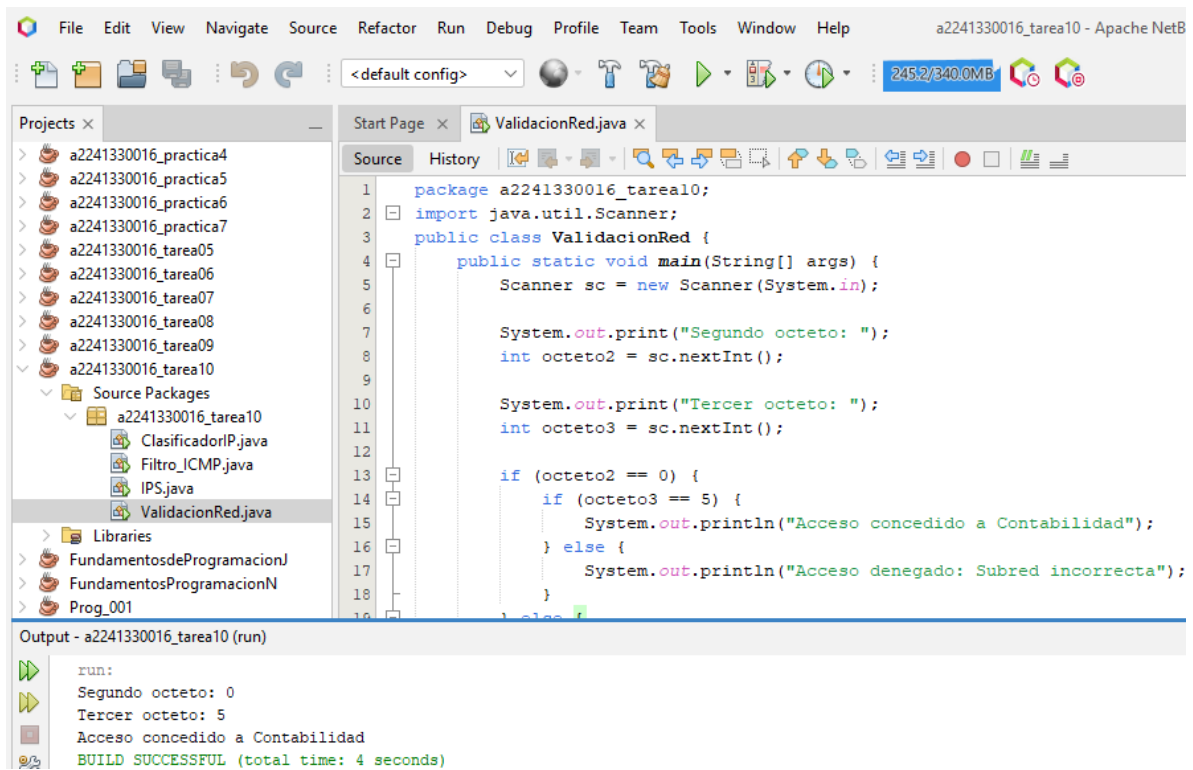 File Edit View Navigate Source Refactor Run Debug Profile Team Tools Window Help a2241330016_tarea10 - Apache NetB
<default config> 245.2/340.0MB
Projects
a2241330016_practica4
a2241330016_practica5
a2241330016_practica6
a2241330016_practica7
a2241330016_tarea05
a2241330016_tarea06
a2241330016_tarea07
a2241330016_tarea08
a2241330016_tarea09
a2241330016_tarea10
Source Packages
a2241330016_tarea10
ClasificadorIP.java
Filtro_ICMP.java
IPS.java
ValidacionRed.java
Libraries
FundamentosdeProgramacionJ
FundamentosProgramacionN
Prog_001
Start Page ValidacionRed.java
Source History
1 package a2241330016_tarea10;
2 import java.util.Scanner;
3 public class ValidacionRed {
4 public static void main(String[] args) {
5 Scanner sc = new Scanner(System.in);
6
7 System.out.print("Segundo octeto: ");
8 int octeto2 = sc.nextInt();
9
10 System.out.print("Tercer octeto: ");
11 int octeto3 = sc.nextInt();
12
13 if (octeto2 == 0) {
14 if (octeto3 == 5) {
15 System.out.println("Acceso concedido a Contabilidad");
16 } else {
17 System.out.println("Acceso denegado: Subred incorrecta");
18 }
19 } else {
Output - a2241330016_tarea10 (run)
run:
Segundo octeto: 0
Tercer octeto: 5
Acceso concedido a Contabilidad
BUILD SUCCESSFUL (total time: 4 seconds)